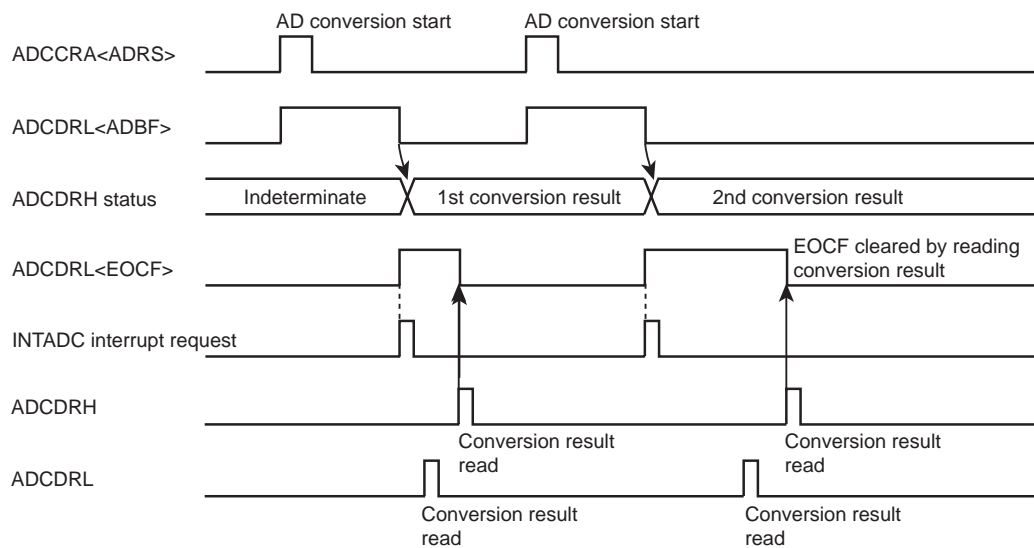 AD conversion start
AD conversion start
ADCCRA<ADRS>
ADCDRL<ADBF>
ADCDRH status
Indeterminate
1st conversion result
2nd conversion result
ADCDRL<EOCF>
EOCF cleared by reading
conversion result
INTADC interrupt request
ADCDRH
Conversion result
read
Conversion result
read
ADCDRL
Conversion result
read
Conversion result
read